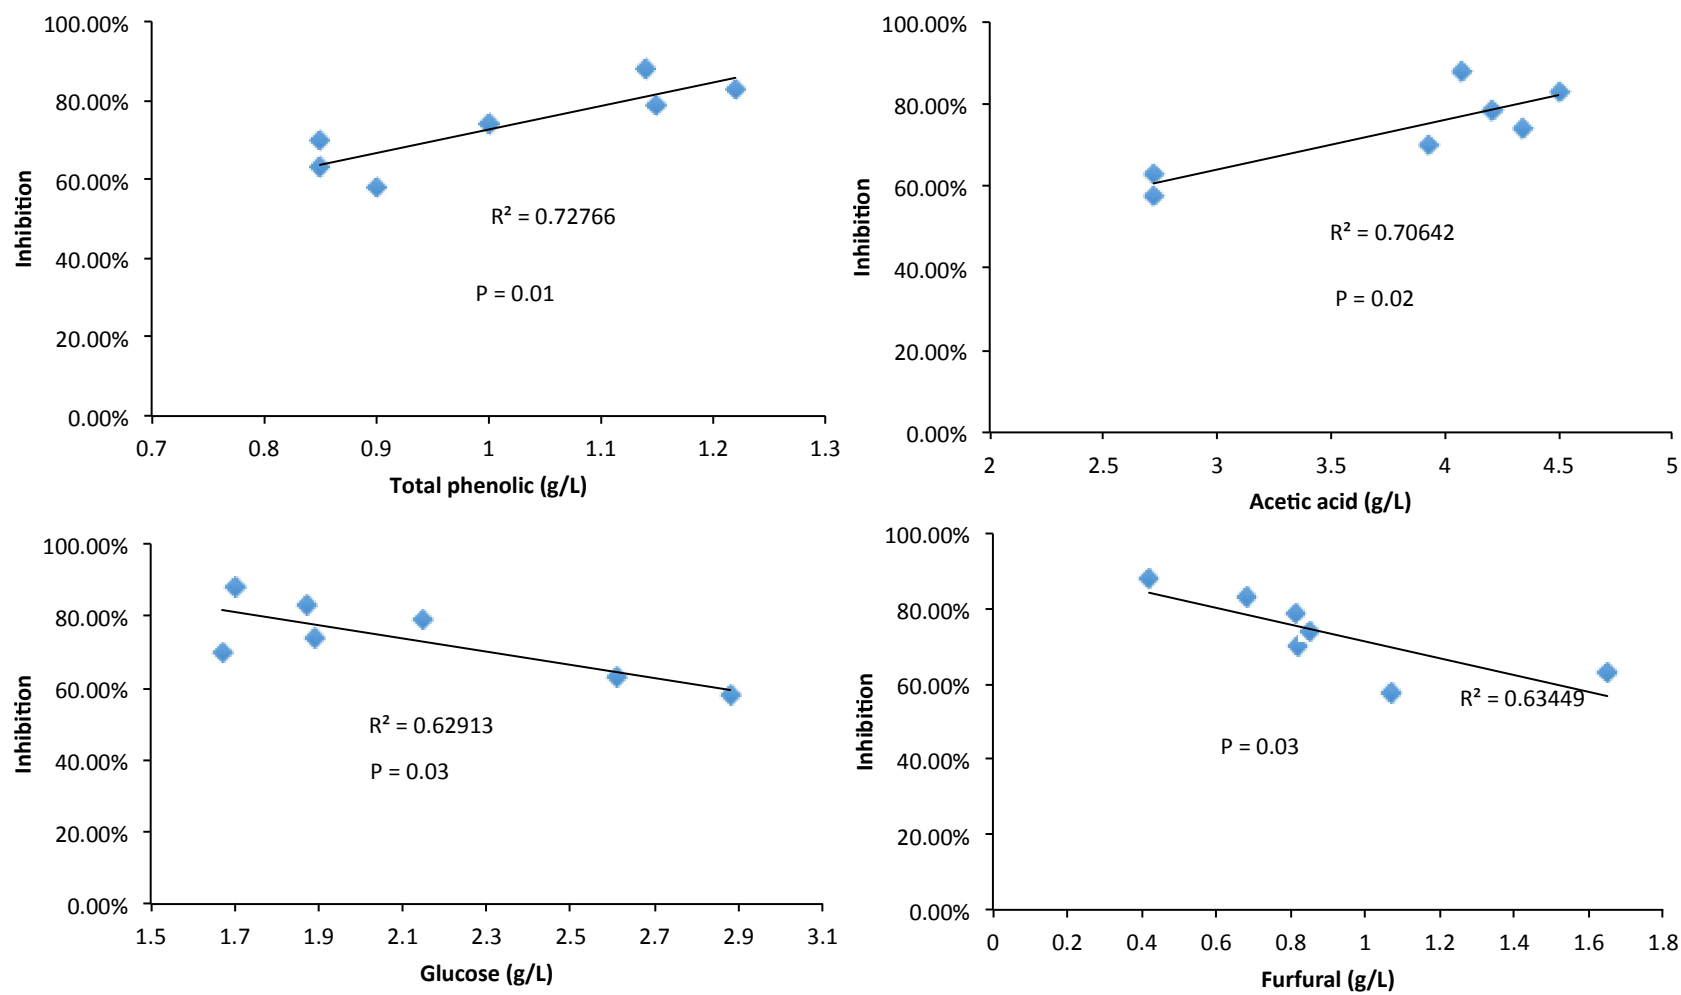 100.00%
80.00%
60.00%
40.00%
20.00%
0.00%
Inhibition
R² = 0.72766
P = 0.01
0.7 0.8 0.9 1 1.1 1.2 1.3
Total phenolic (g/L)
100.00%
80.00%
60.00%
40.00%
20.00%
0.00%
Inhibition
R² = 0.70642
P = 0.02
2 2.5 3 3.5 4 4.5 5
Acetic acid (g/L)
100.00%
80.00%
60.00%
40.00%
20.00%
0.00%
Inhibition
R² = 0.62913
P = 0.03
1.5 1.7 1.9 2.1 2.3 2.5 2.7 2.9 3.1
Glucose (g/L)
100.00%
80.00%
60.00%
40.00%
20.00%
0.00%
Inhibition
R² = 0.63449
P = 0.03
0 0.2 0.4 0.6 0.8 1 1.2 1.4 1.6 1.8
Furfural (g/L)